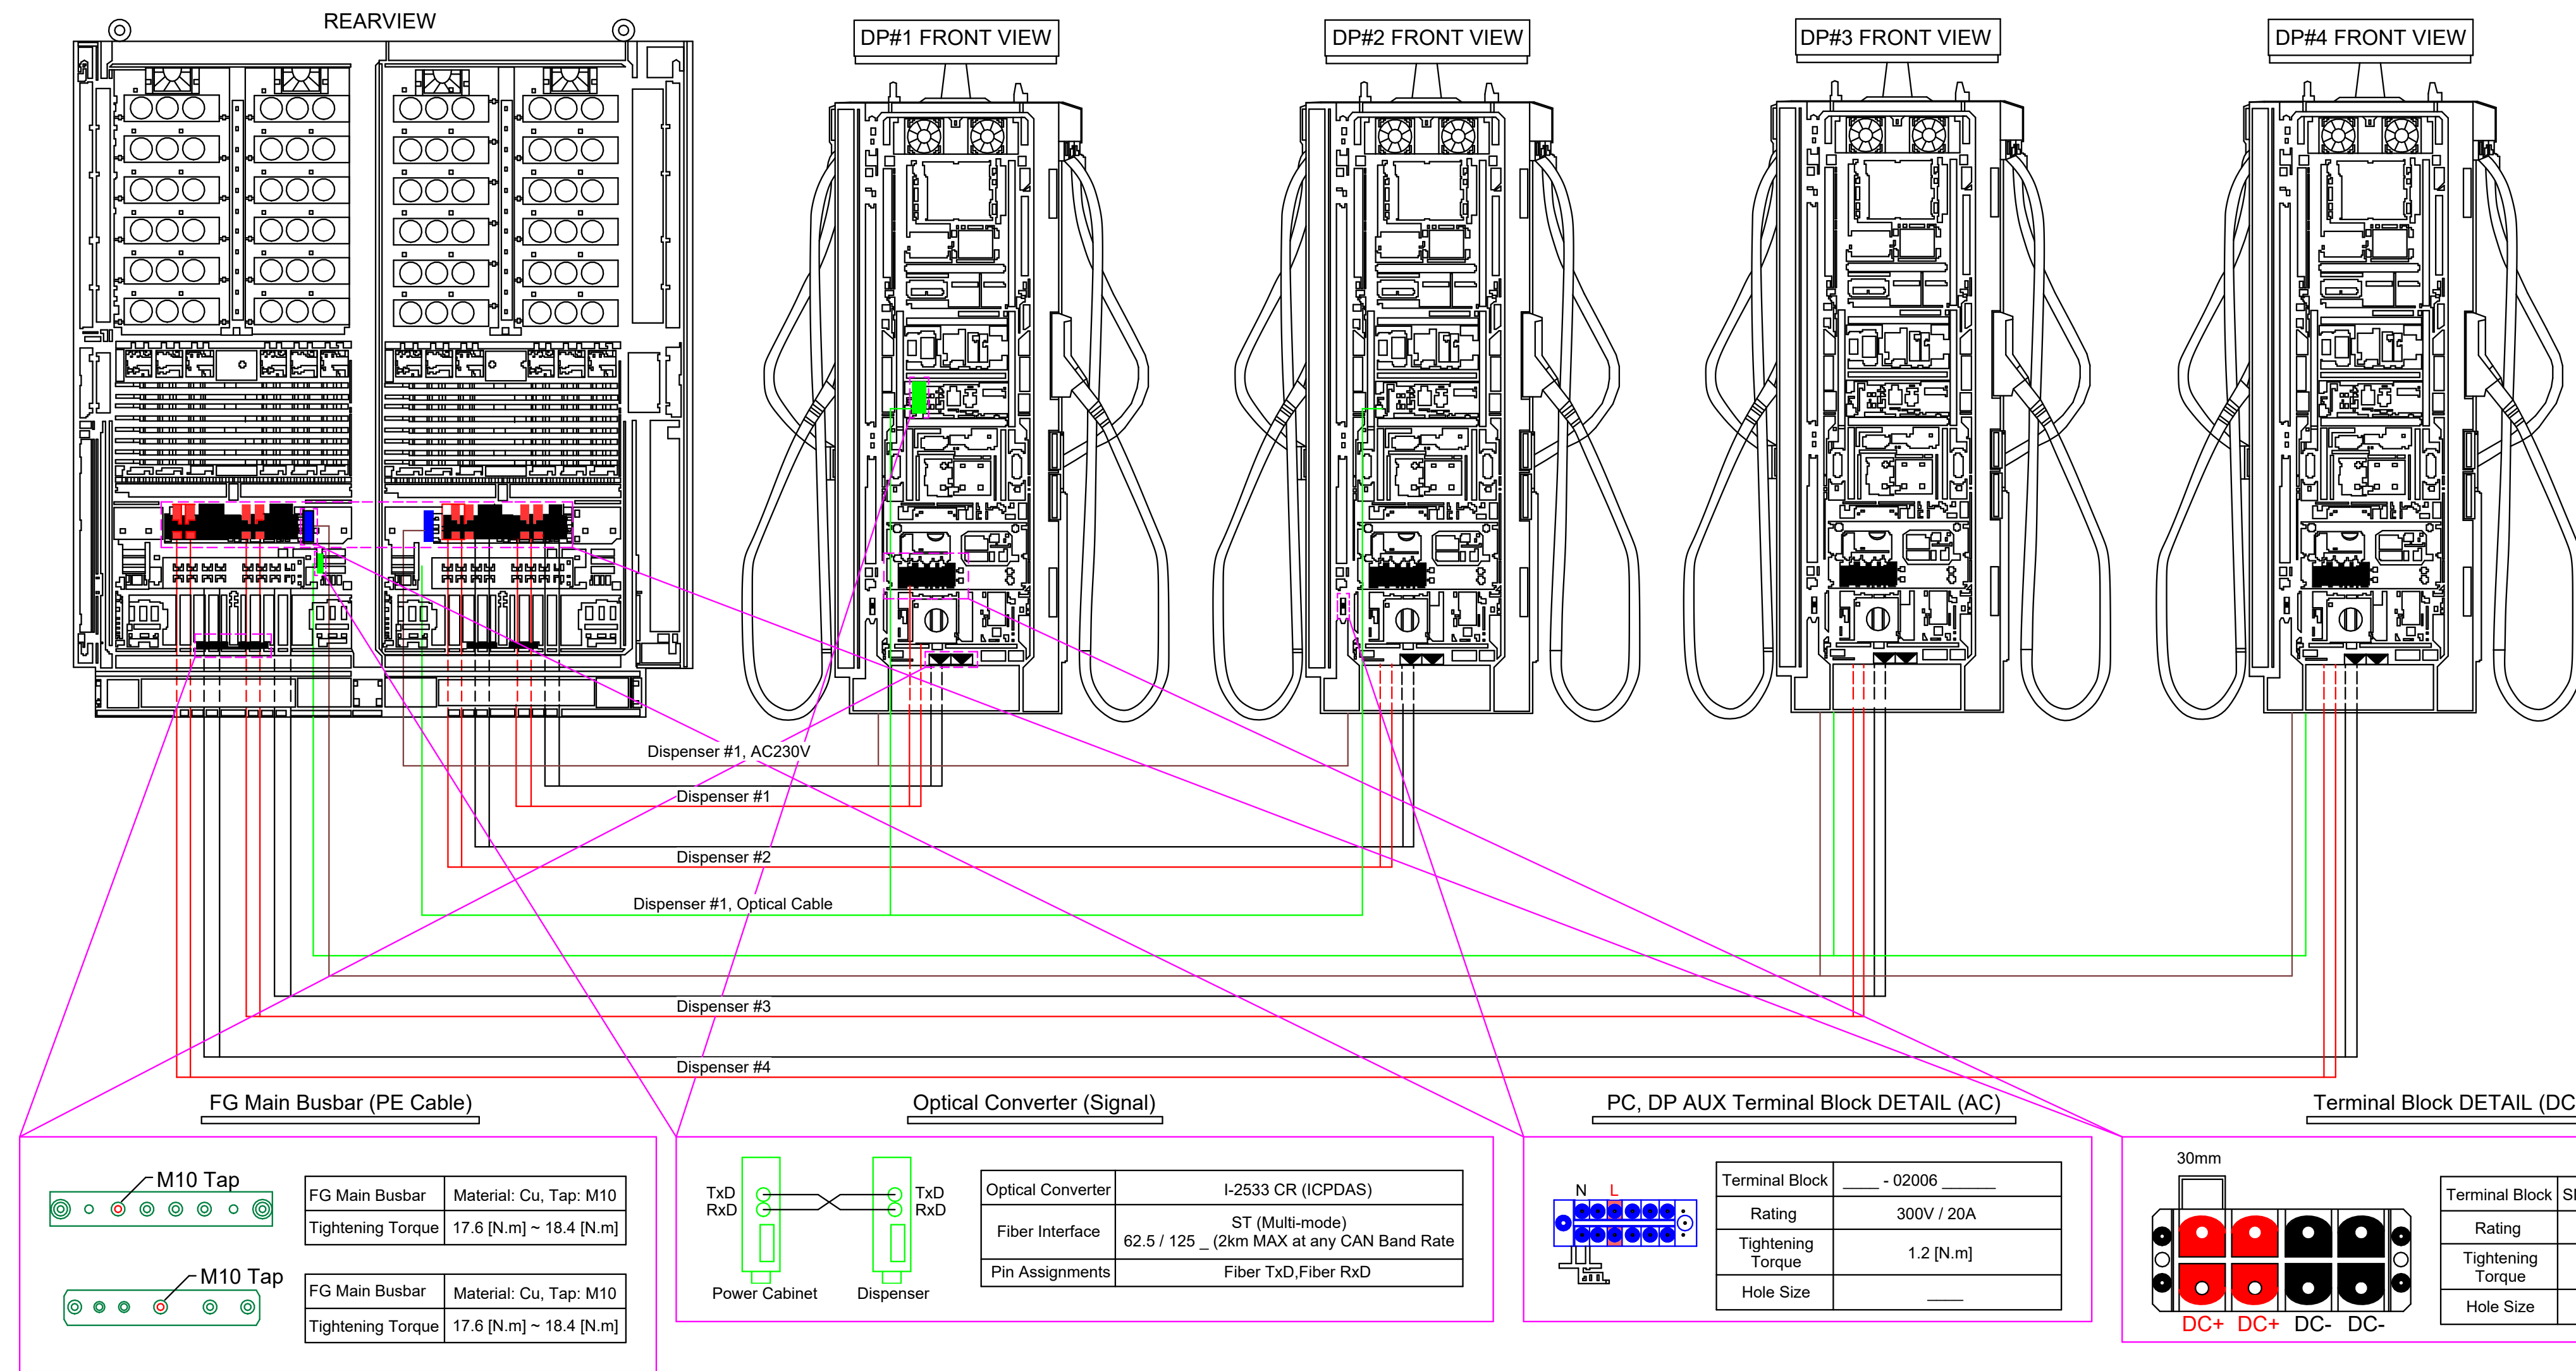 REARVIEW
DP#1 FRONT VIEW
DP#2 FRONT VIEW
DP#3 FRONT VIEW
DP#4 FRONT VIEW
Dispenser #1, AC230V
Dispenser #1
Dispenser #2
Dispenser #1, Optical Cable
Dispenser #3
Dispenser #4
FG Main Busbar (PE Cable)
M10 Tap
FG Main Busbar Material: Cu, Tap: M10
Tightening Torque 17.6 [N.m] ~ 18.4 [N.m]
M10 Tap
FG Main Busbar Material: Cu, Tap: M10
Tightening Torque 17.6 [N.m] ~ 18.4 [N.m]
Optical Converter (Signal)
TxD TxD
RxD RxD
Power Cabinet Dispenser
Optical Converter I-2533 CR (ICPDAS)
Fiber Interface ST (Multi-mode)
62.5 / 125 _ (2km MAX at any CAN Band Rate
Pin Assignments Fiber TxD,Fiber RxD
PC, DP AUX Terminal Block DETAIL (AC)
N L
Terminal Block ____ - 02006 ______
Rating 300V / 20A
Tightening Torque 1.2 [N.m]
Hole Size ____
Terminal Block DETAIL (DC
30mm
DC+ DC+ DC- DC-
Terminal Block
Rating
Tightening
Torque
Hole Size